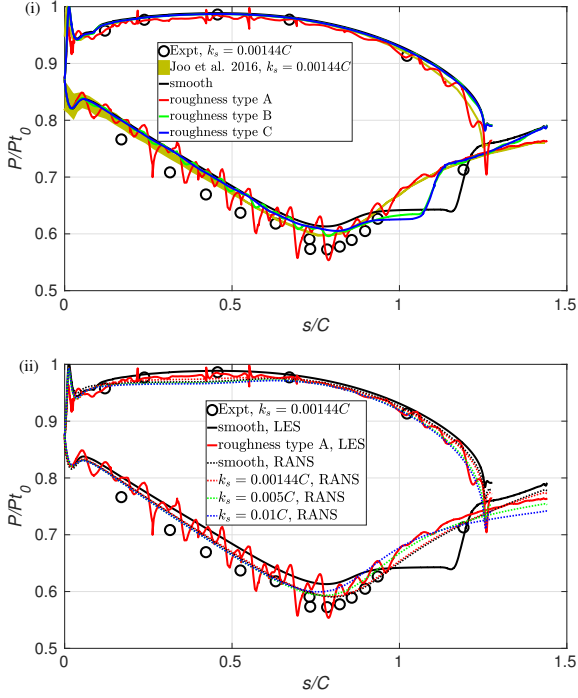 (i)
1
0.9
0.8
0.7
0.6
0.5
P/Pt0
Expt, ks = 0.00144C
Joo et al. 2016, ks = 0.00144C
smooth
roughness type A
roughness type B
roughness type C
0 0.5 1 1.5
s/C
(ii)
1
0.9
0.8
0.7
0.6
0.5
P/Pt0
Expt, ks = 0.00144C
smooth, LES
roughness type A, LES
smooth, RANS
ks = 0.00144C, RANS
ks = 0.005C, RANS
ks = 0.01C, RANS
0 0.5 1 1.5
s/C